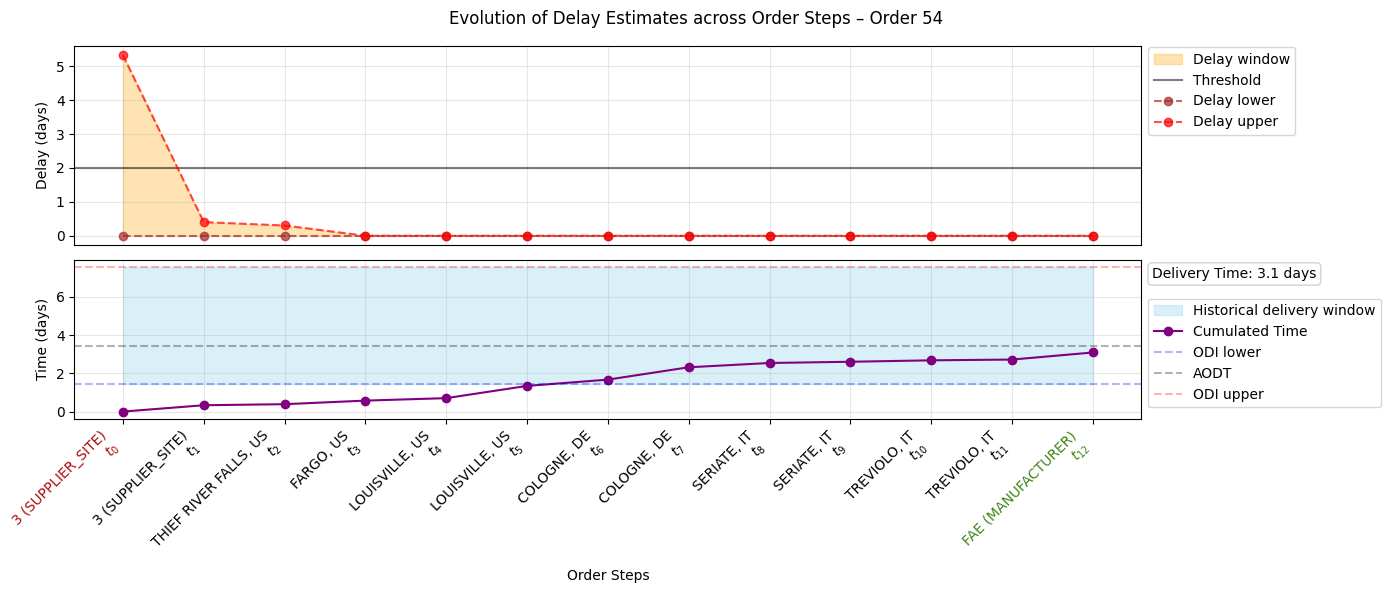 Evolution of Delay Estimates across Order Steps – Order 54
Delay (days)
5
4
3
2
1
0
Delay window
Threshold
Delay lower
Delay upper
Time (days)
6
4
2
0
Delivery Time: 3.1 days
Historical delivery window
Cumulated Time
ODI lower
AODT
ODI upper
3 (SUPPLIER_SITE)
t0
3 (SUPPLIER_SITE)
t1
THIEF RIVER FALLS, US
t2
FARGO, US
t3
LOUISVILLE, US
t4
LOUISVILLE, US
t5
COLOGNE, DE
t6
COLOGNE, DE
t7
SERIATE, IT
t8
SERIATE, IT
t9
TREVIOLO, IT
t10
TREVIOLO, IT
t11
FAE (MANUFACTURER)
t12
Order Steps